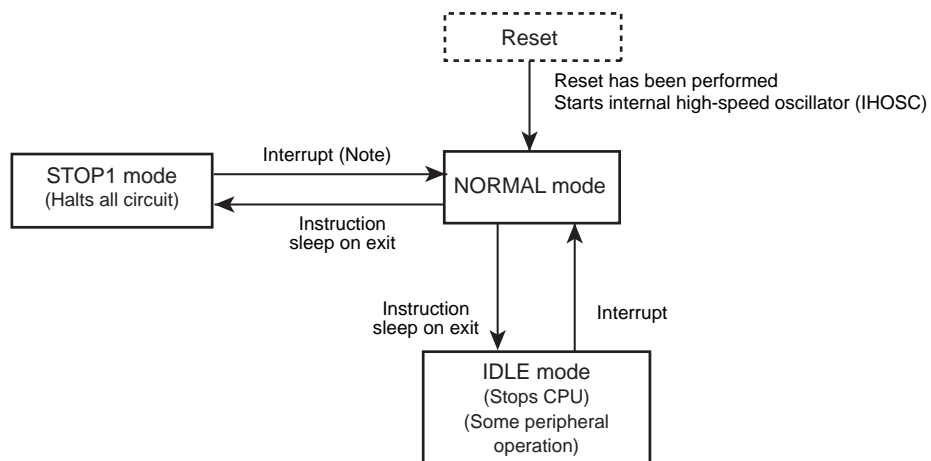 Reset
Reset has been performed
Starts internal high-speed oscillator (IHOSC)
Interrupt (Note)
STOP1 mode
(Halts all circuit)
NORMAL mode
Instruction
sleep on exit
Instruction
sleep on exit
Interrupt
IDLE mode
(Stops CPU)
(Some peripheral
operation)